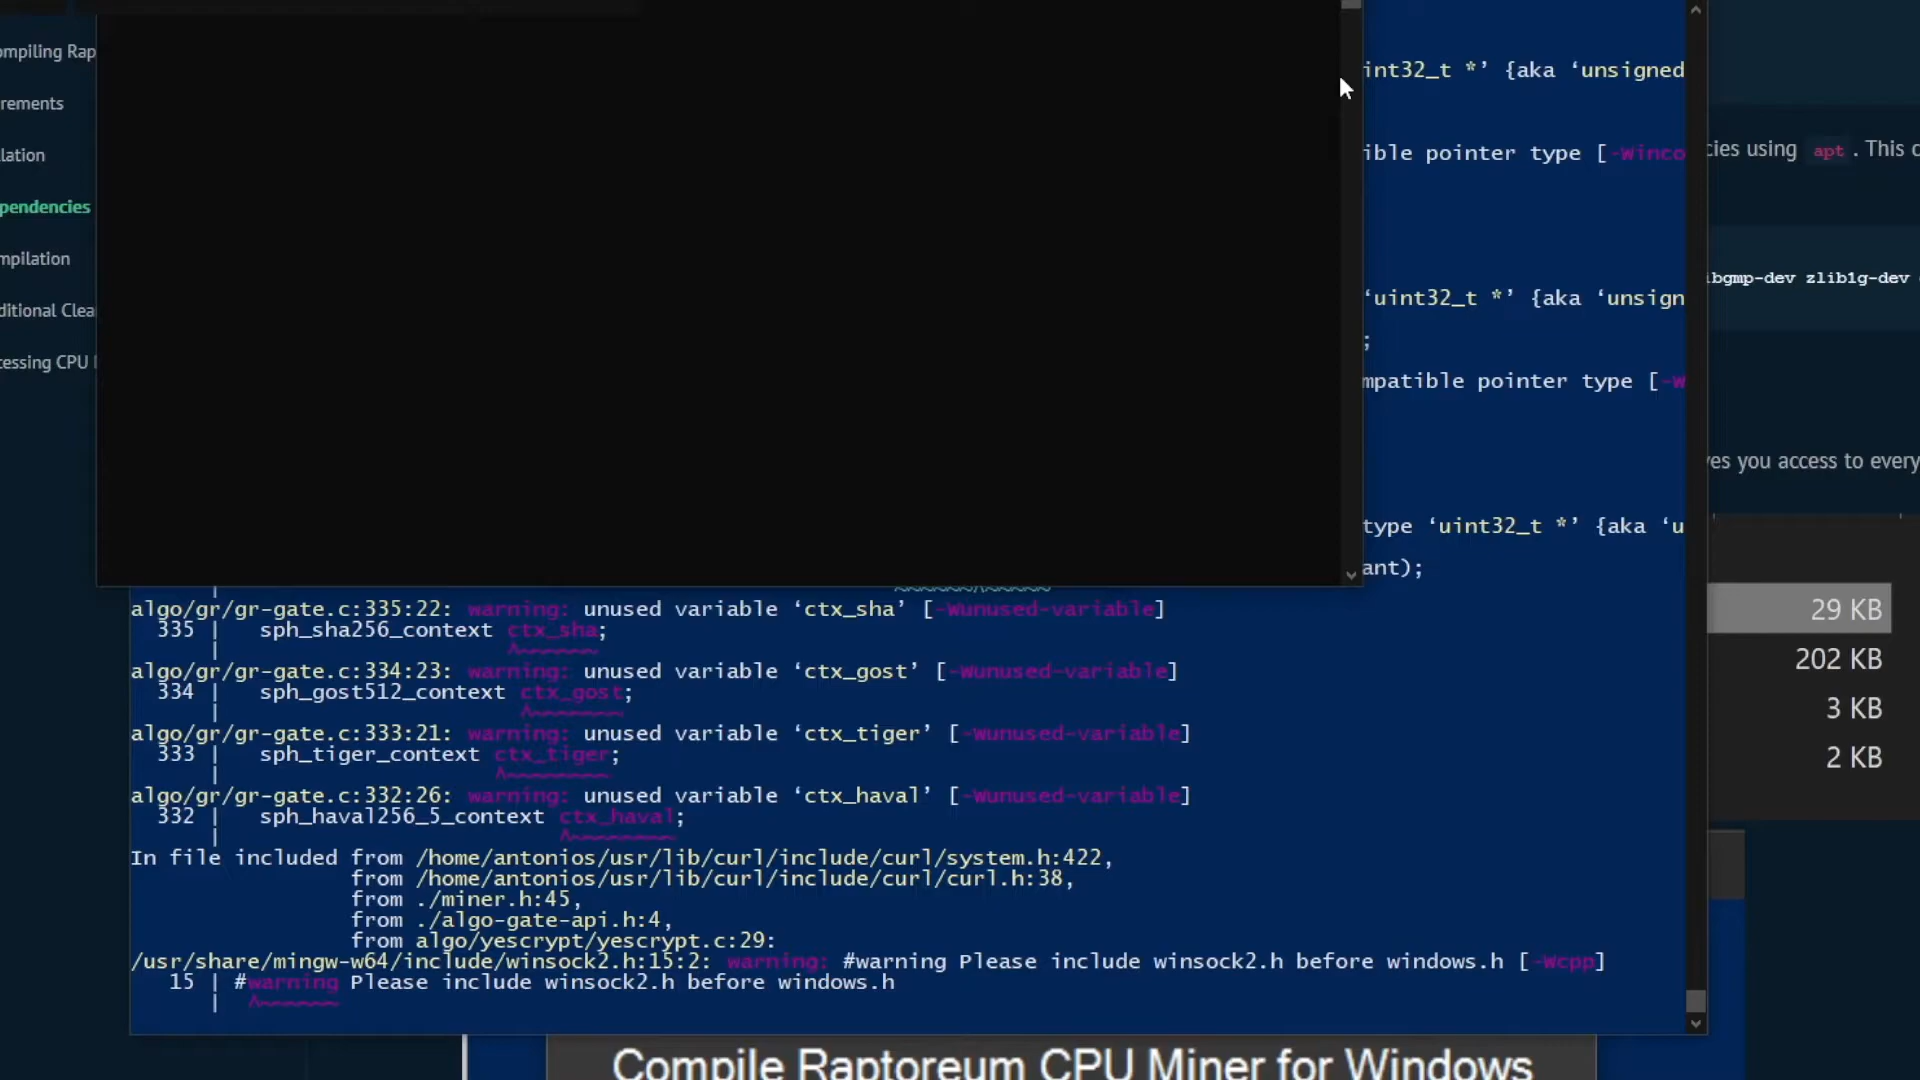 ompiling Rap
rements
lation
pendencies
mpilation
ditional Clea
cessing CPU
int32_t *’ {aka ‘unsigned
ible pointer type [-Winco
‘uint32_t *’ {aka ‘unsign
;
mpatible pointer type [-W
type ‘uint32_t *’ {aka ‘u
ant);
cies using apt. This c
ibgmp-dev zlib1g-dev
ves you access to every
29 KB
202 KB
3 KB
2 KB
algo/gr/gr-gate.c:335:22: warning: unused variable ‘ctx_sha’ [-Wunused-variable]
335 | sph_sha256_context ctx_sha;
| ^~~~~~~
algo/gr/gr-gate.c:334:23: warning: unused variable ‘ctx_gost’ [-Wunused-variable]
334 | sph_gost512_context ctx_gost;
| ^~~~~~~~
algo/gr/gr-gate.c:333:21: warning: unused variable ‘ctx_tiger’ [-Wunused-variable]
333 | sph_tiger_context ctx_tiger;
| ^~~~~~~~~
algo/gr/gr-gate.c:332:26: warning: unused variable ‘ctx_haval’ [-Wunused-variable]
332 | sph_haval256_5_context ctx_haval;
| ^~~~~~~~~
In file included from /home/antonios/usr/lib/curl/include/curl/system.h:422,
from /home/antonios/usr/lib/curl/include/curl/curl.h:38,
from ./miner.h:45,
from ./algo-gate-api.h:4,
from algo/yescrypt/yescrypt.c:29:
/usr/share/mingw-w64/include/winsock2.h:15:2: warning: #warning Please include winsock2.h before windows.h [-Wcpp]
15 | #warning Please include winsock2.h before windows.h
| ^~~~~~~
Compile Raptoreum CPU Miner for Windows